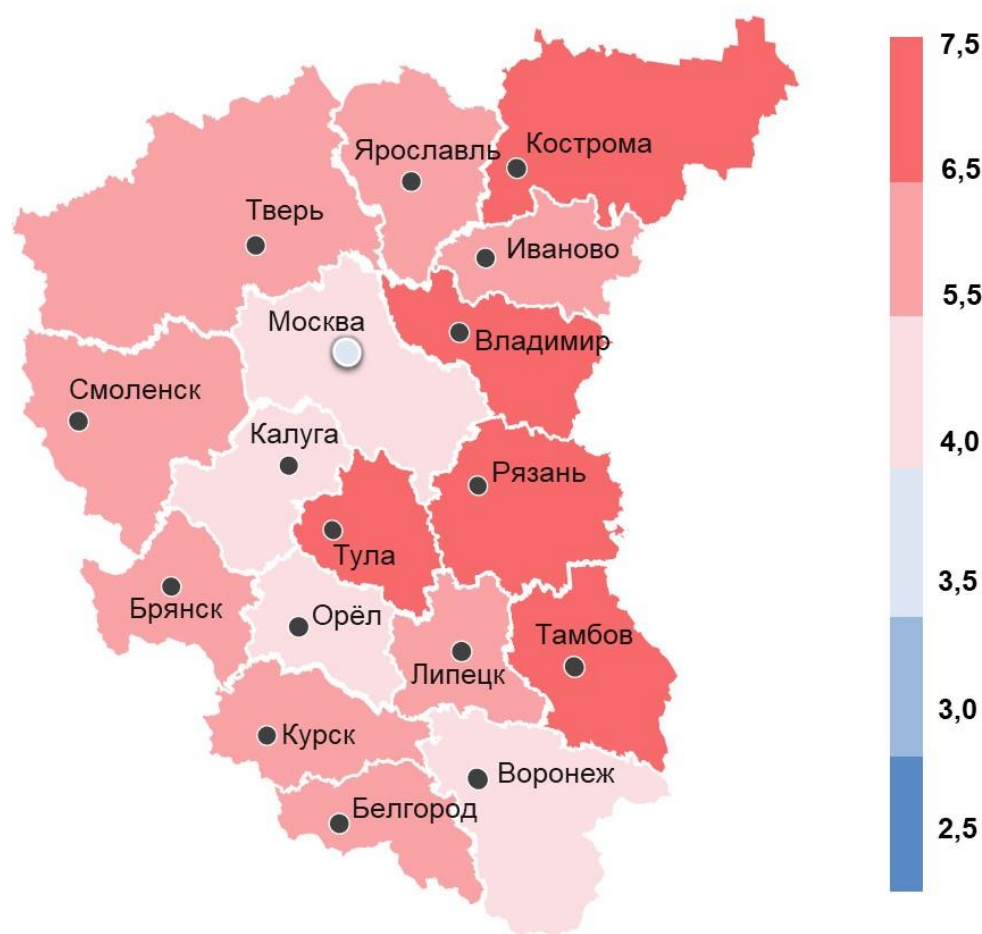 7,5
Кострома
Ярославль
6,5
Тверь
Иваново
5,5
Москва
Владимир
Смоленск
Калуга
4,0
Рязань
Тула
3,5
Брянск
Орёл
Тамбов
Липецк
3,0
Курск
Воронеж
Белгород
2,5